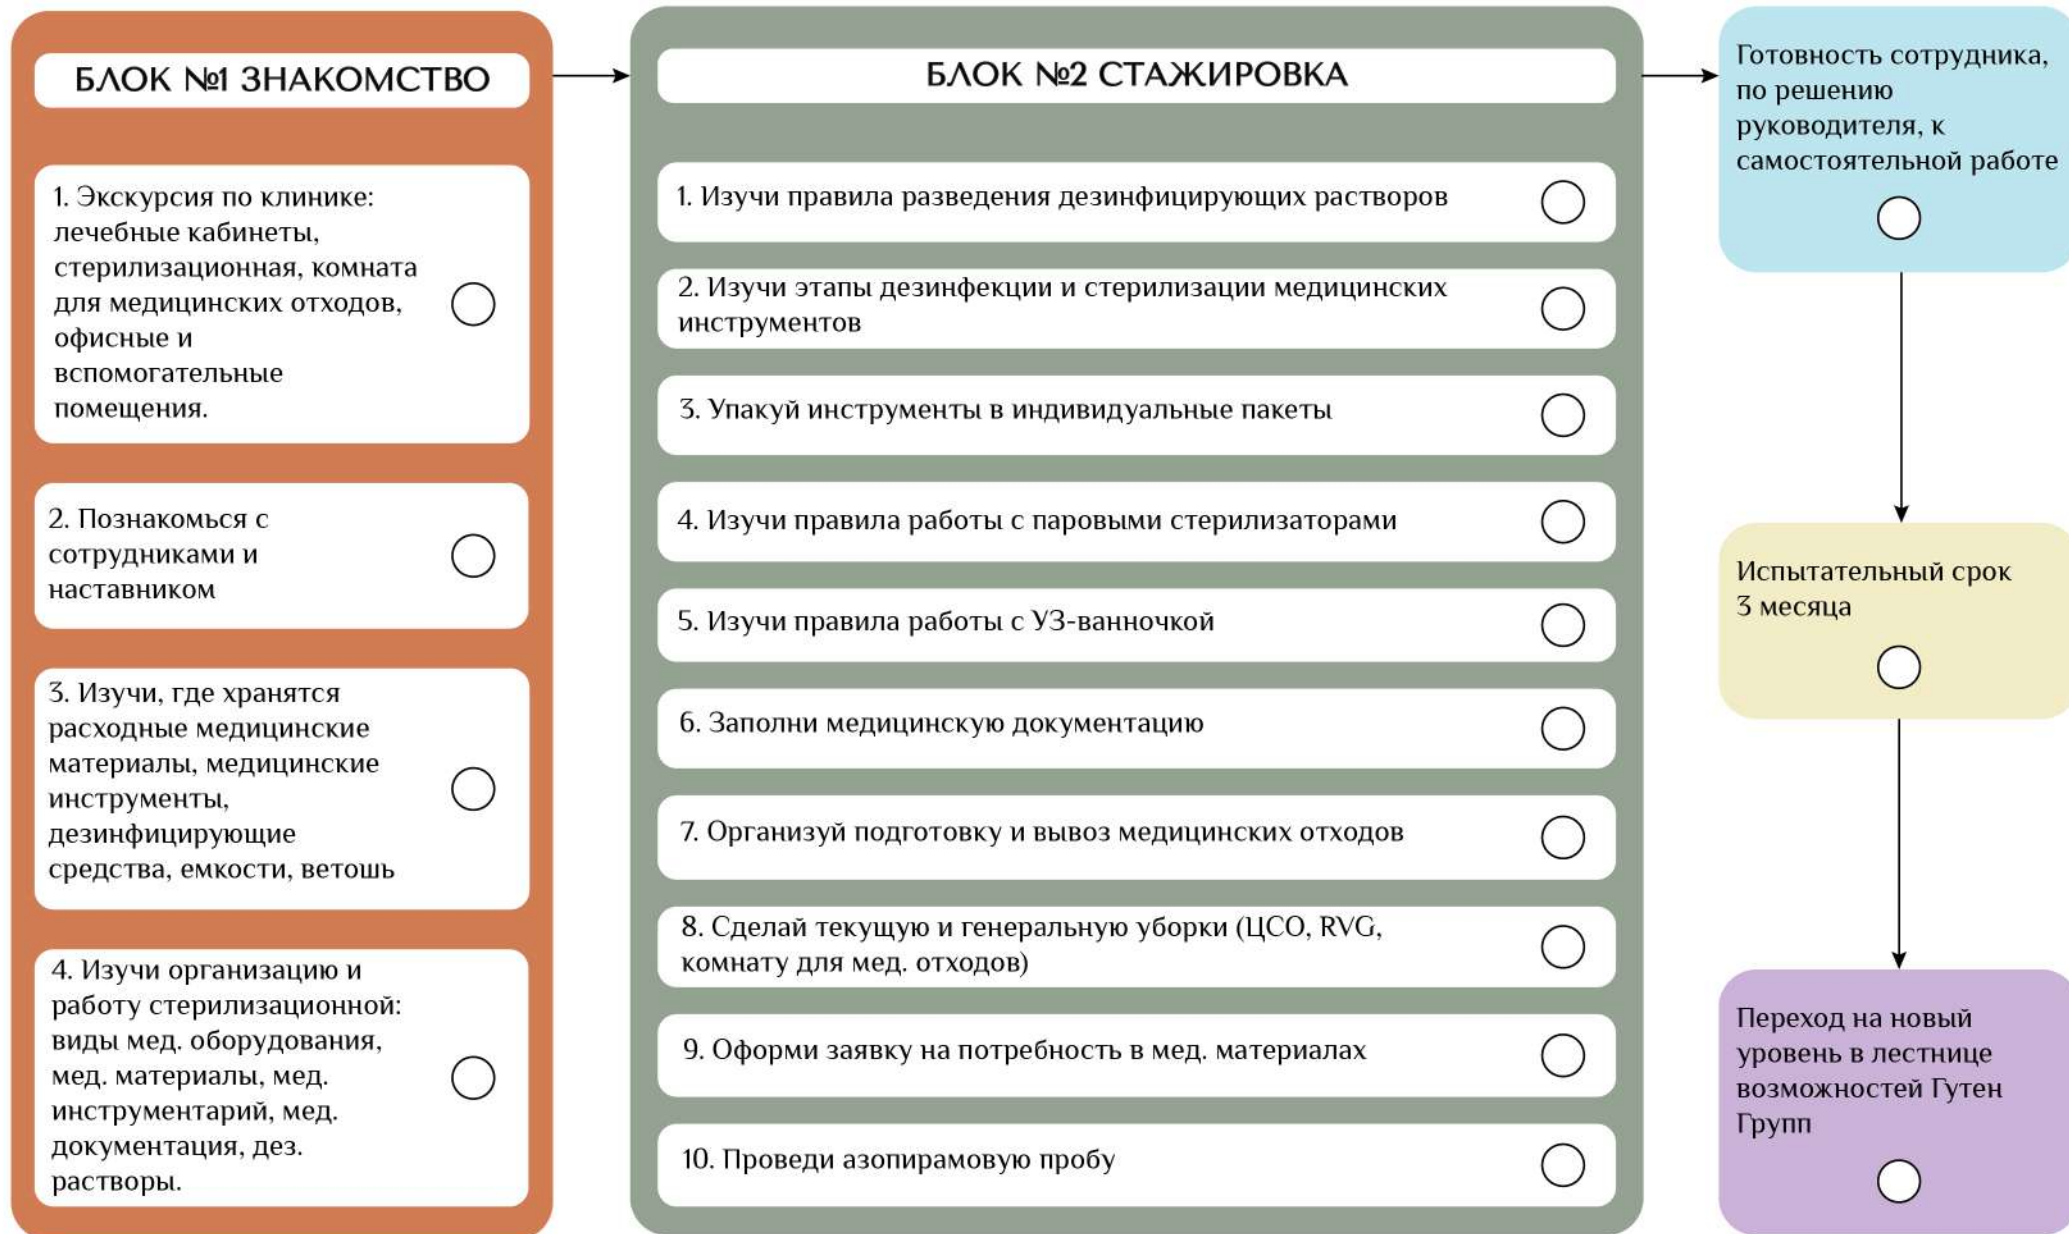 БЛОК №1 ЗНАКОМСТВО
1. Экскурсия по клинике:
лечебные кабинеты,
стерилизационная, комната
для медицинских отходов,
офисные и
вспомогательные
помещения.
2. Познакомься с
сотрудниками и
наставником
3. Изучи, где хранятся
расходные медицинские
материалы, медицинские
инструменты,
дезинфицирующие
средства, емкости, ветошь
4. Изучи организацию и
работу стерилизационной:
виды мед. оборудования,
мед. материалы, мед.
инструментарий, мед.
документация, дез.
растворы.
БЛОК №2 СТАЖИРОВКА
1. Изучи правила разведения дезинфицирующих растворов
2. Изучи этапы дезинфекции и стерилизации медицинских
инструментов
3. Упакуй инструменты в индивидуальные пакеты
4. Изучи правила работы с паровыми стерилизаторами
5. Изучи правила работы с УЗ-ванночкой
6. Заполни медицинскую документацию
7. Организуй подготовку и вывоз медицинских отходов
8. Сделай текущую и генеральную уборки (ЦСО, RVG,
комнату для мед. отходов)
9. Оформи заявку на потребность в мед. материалах
10. Проведи азопирамовую пробу
Готовность сотрудника,
по решению
руководителя, к
самостоятельной работе
Испытательный срок
3 месяца
Переход на новый
уровень в лестнице
возможностей Гутен
Групп